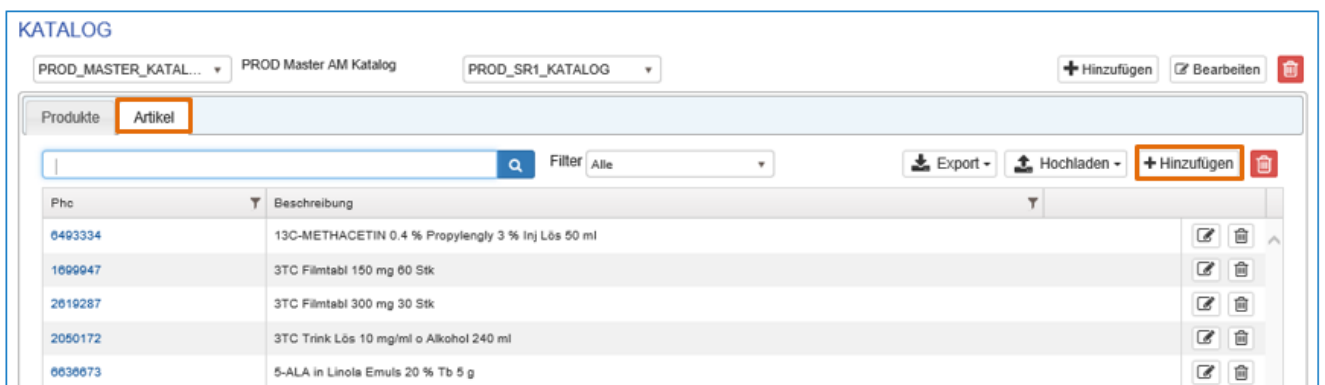 KATALOG
PROD_MASTER_KATAL... PROD Master AM Katalog PROD_SR1_KATALOG Hinzufügen Bearbeiten
Produkte Artikel
Filter Alle Export Hochladen Hinzufügen
Phc Beschreibung
6493334 13C-METHACETIN 0.4 % Propylengly 3 % Inj Lös 50 ml
1699947 3TC Filmtabl 150 mg 60 Stk
2619287 3TC Filmtabl 300 mg 30 Stk
2050172 3TC Trink Lös 10 mg/ml o Alkohol 240 ml
6636673 5-ALA in Linola Emuls 20 % Tb 5 g